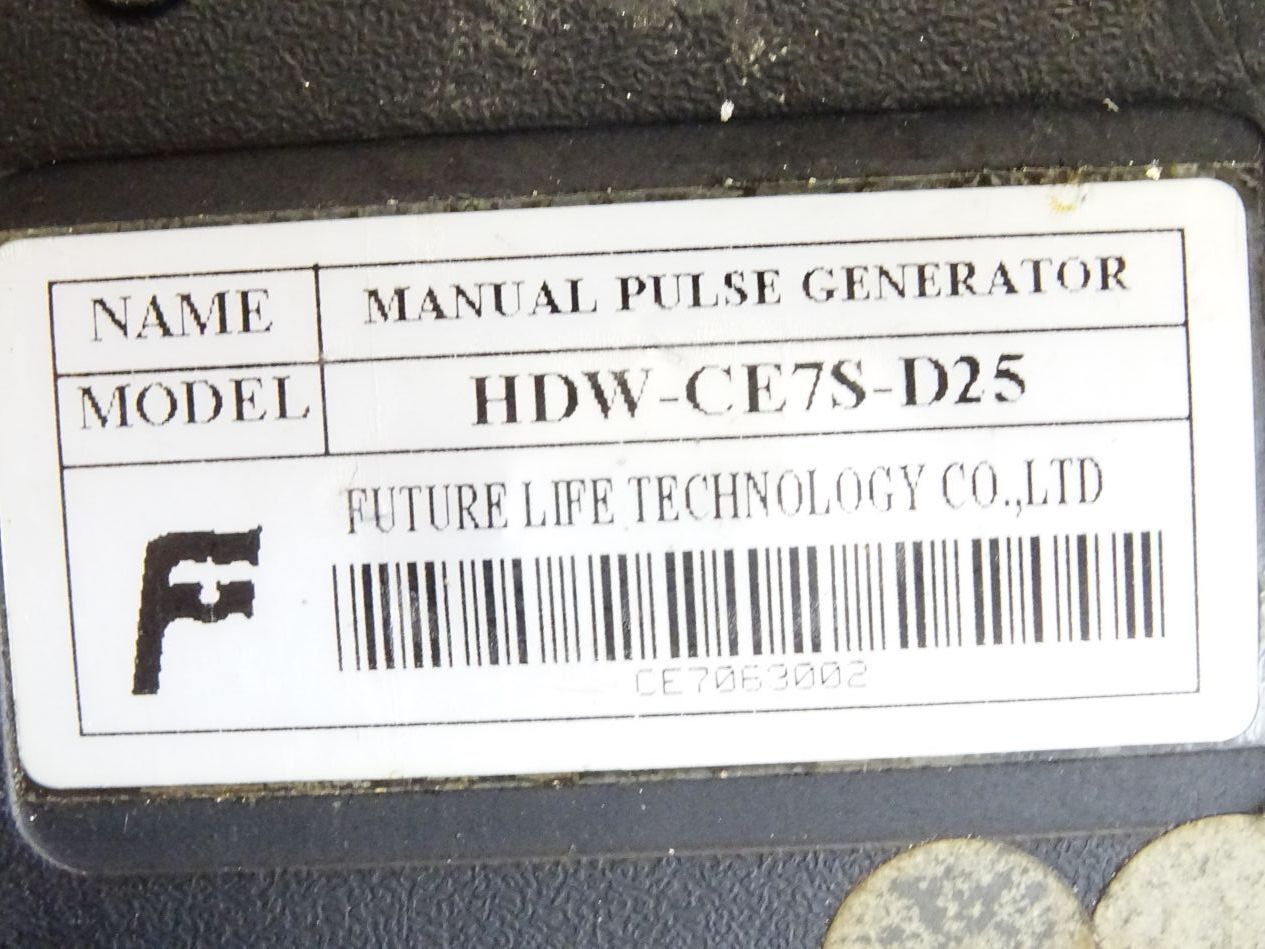 NAME MANUAL PULSE GENERATOR
MODEL HDW-CE7S-D25
FUTURE LIFE TECHNOLOGY CO.,LTD
CE7063002